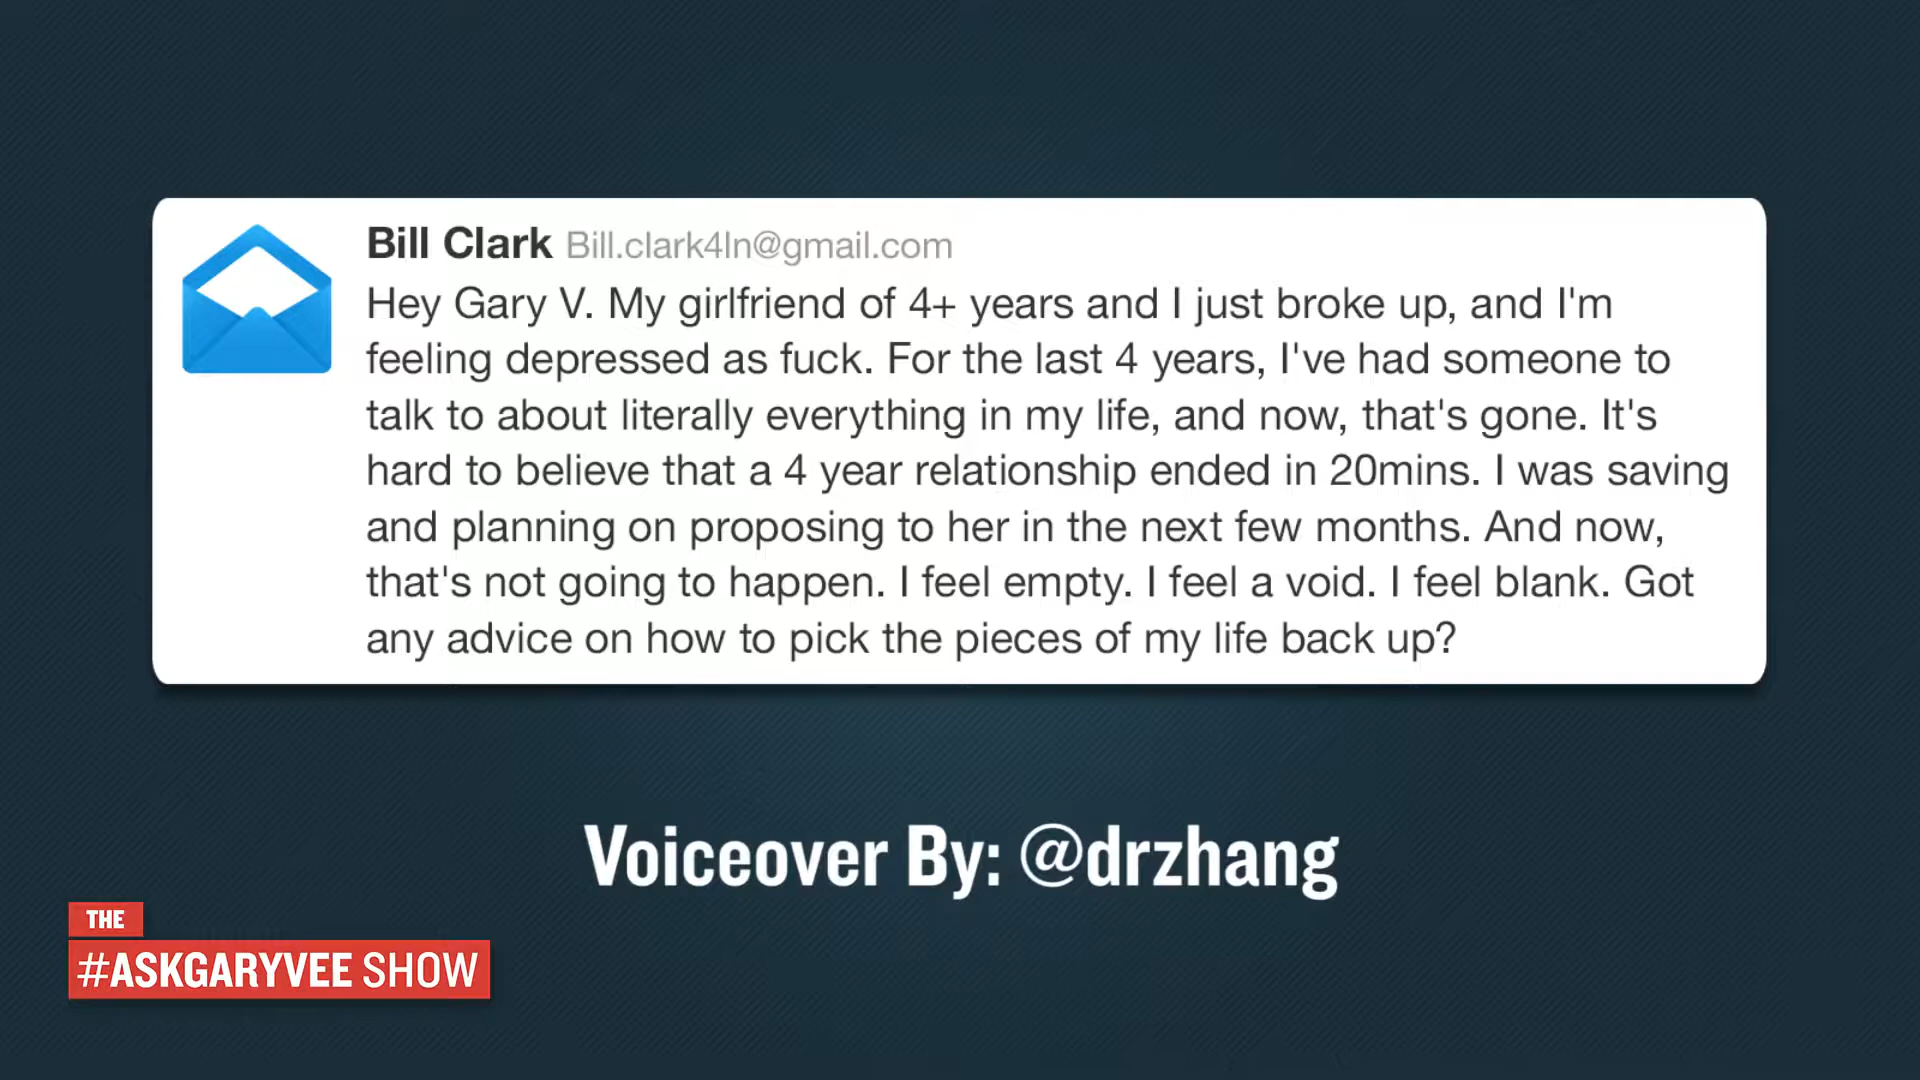 Bill Clark Bill.clark4ln@gmail.com
Hey Gary V. My girlfriend of 4+ years and I just broke up, and I'm
feeling depressed as fuck. For the last 4 years, I've had someone to
talk to about literally everything in my life, and now, that's gone. It's
hard to believe that a 4 year relationship ended in 20mins. I was saving
and planning on proposing to her in the next few months. And now,
that's not going to happen. I feel empty. I feel a void. I feel blank. Got
any advice on how to pick the pieces of my life back up?
Voiceover By: @drzhang
THE
#ASKGARYVEE SHOW